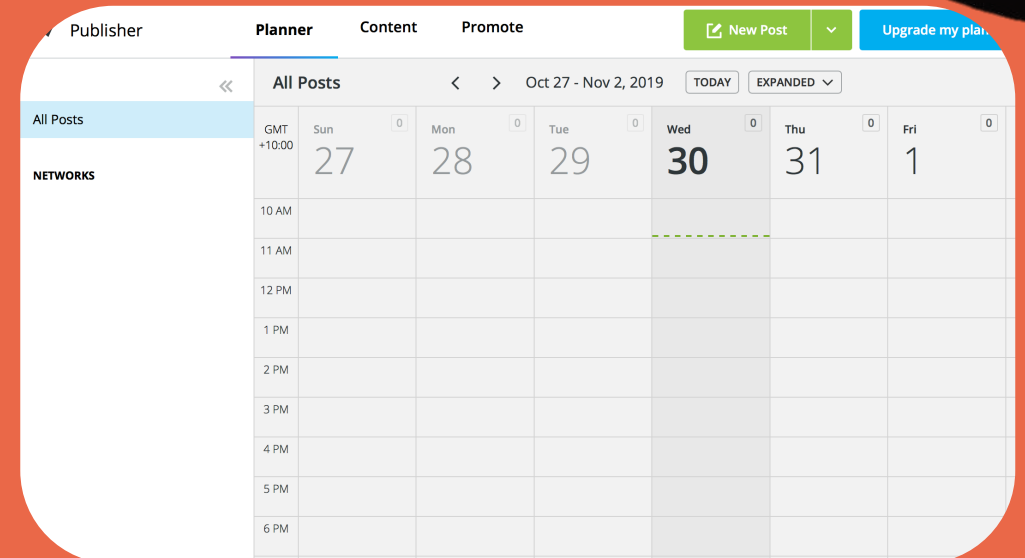 Publisher
Planner Content Promote
New Post
Upgrade my plan
All Posts
Oct 27 - Nov 2, 2019
TODAY
EXPANDED
All Posts
NETWORKS
GMT +10:00
Sun 0
27
Mon 0
28
Tue 0
29
Wed 0
30
Thu 0
31
Fri 0
1
10 AM
11 AM
12 PM
1 PM
2 PM
3 PM
4 PM
5 PM
6 PM